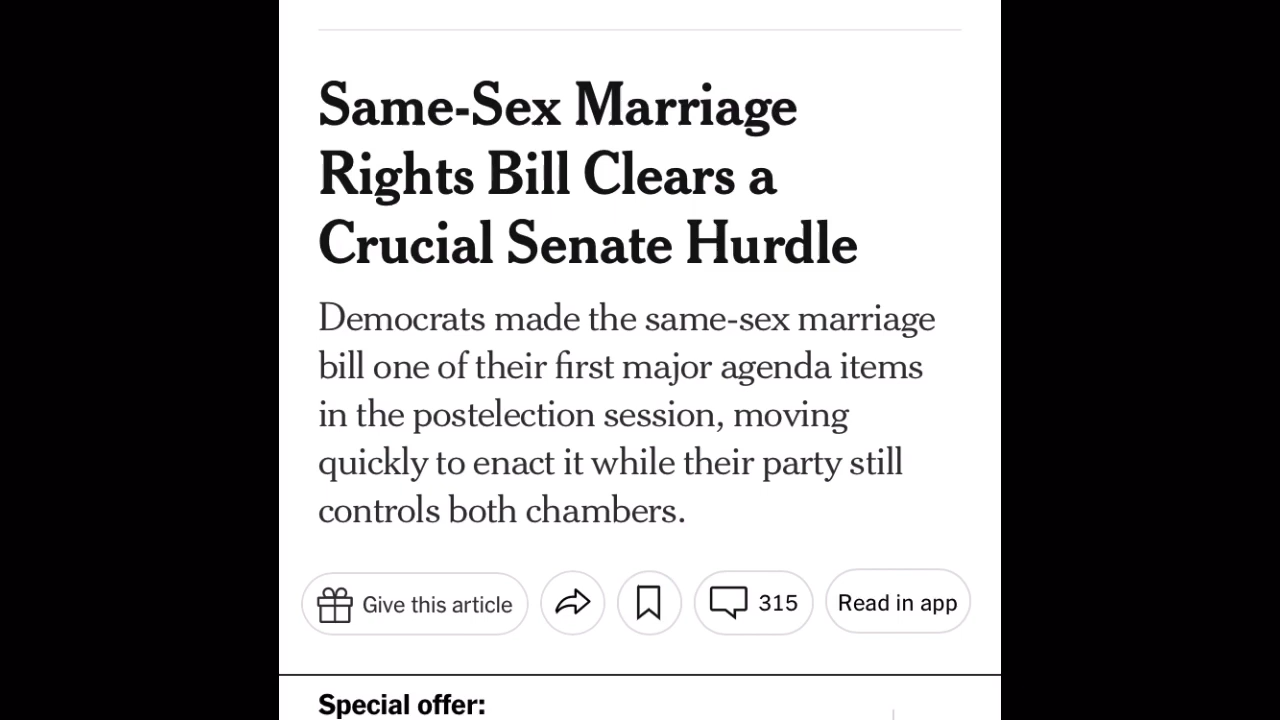 Same-Sex Marriage
Rights Bill Clears a
Crucial Senate Hurdle
Democrats made the same-sex marriage
bill one of their first major agenda items
in the postelection session, moving
quickly to enact it while their party still
controls both chambers.
Give this article
315
Read in app
Special offer: